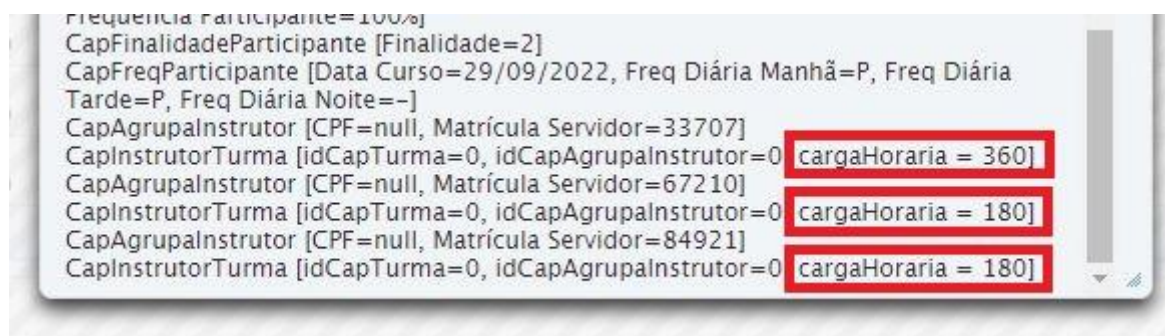 Frequência Participante=100%]
CapFinalidadeParticipante [Finalidade=2]
CapFreqParticipante [Data Curso=29/09/2022, Freq Diária Manhã=P, Freq Diária
Tarde=P, Freq Diária Noite=-]
CapAgrupaInstrutor [CPF=null, Matrícula Servidor=33707]
CapInstrutorTurma [idCapTurma=0, idCapAgrupaInstrutor=0 cargaHoraria = 360]
CapAgrupaInstrutor [CPF=null, Matrícula Servidor=67210]
CapInstrutorTurma [idCapTurma=0, idCapAgrupaInstrutor=0 cargaHoraria = 180]
CapAgrupaInstrutor [CPF=null, Matrícula Servidor=84921]
CapInstrutorTurma [idCapTurma=0, idCapAgrupaInstrutor=0 cargaHoraria = 180]